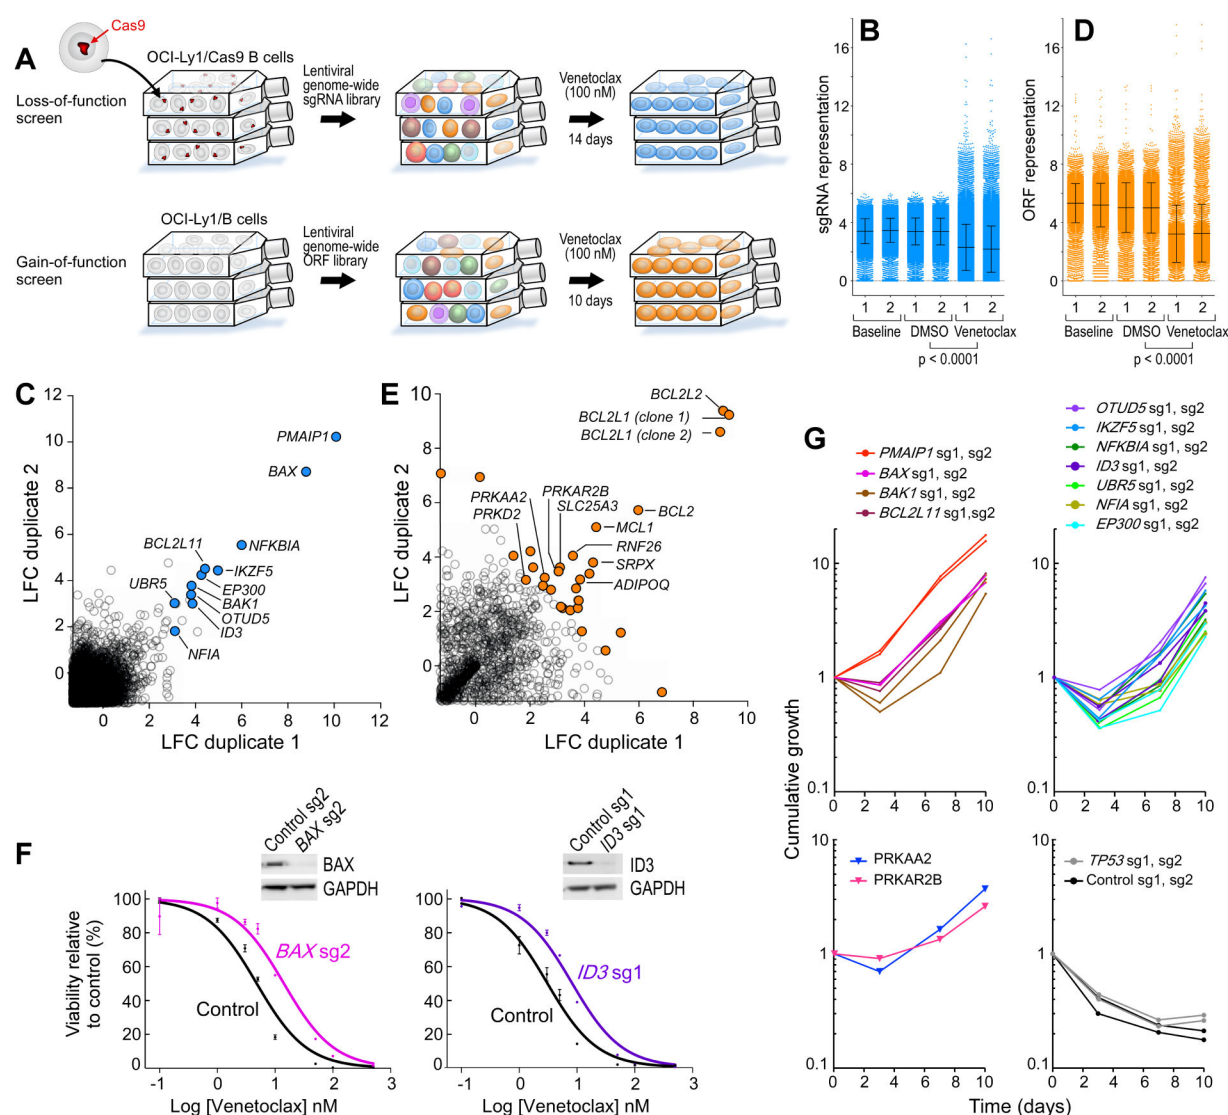 A
Cas9
OCI-Ly1/Cas9 B cells
Loss-of-function
screen
Lentiviral
genome-wide
sgRNA library
Venetoclax
(100 nM)
14 days
OCI-Ly1/B cells
Gain-of-function
screen
Lentiviral
genome-wide
ORF library
Venetoclax
(100 nM)
10 days
B
sgRNA representation
16
12
8
4
0
1 2 1 2 1 2
Baseline DMSO Venetoclax
p < 0.0001
D
ORF representation
16
12
8
4
0
1 2 1 2 1 2
Baseline DMSO Venetoclax
p < 0.0001
C
LFC duplicate 2
12
10
8
6
4
2
0
PMAIP1
BAX
NFKBIA
BCL2L11
IKZF5
EP300
UBR5
BAK1
OTUD5
ID3
NFIA
0 2 4 6 8 10 12
LFC duplicate 1
E
LFC duplicate 2
10
8
6
4
2
0
BCL2L2
BCL2L1 (clone 1)
BCL2L1 (clone 2)
PRKAR2B
PRKAA2
SLC25A3
PRKD2
BCL2
MCL1
RNF26
SRPX
ADIPOQ
0 2 4 6 8 10
LFC duplicate 1
G
PMAIP1 sg1, sg2
BAX sg1, sg2
BAK1 sg1, sg2
BCL2L11 sg1,sg2
OTUD5 sg1, sg2
IKZF5 sg1, sg2
NFKBIA sg1, sg2
ID3 sg1, sg2
UBR5 sg1, sg2
NFIA sg1, sg2
EP300 sg1, sg2
Cumulative growth
10
1
0.1
0 2 4 6 8 10
10
1
0.1
0 2 4 6 8 10
10
1
0.1
PRKAA2
PRKAR2B
0 2 4 6 8 10
10
1
0.1
TP53 sg1, sg2
Control sg1, sg2
0 2 4 6 8 10
Time (days)
F
Control sg2
BAX sg2
BAX
GAPDH
Viability relative
to control (%)
100
80
60
40
20
0
BAX sg2
Control
-1 0 1 2 3
Log [Venetoclax] nM
Control sg1
ID3 sg1
ID3
GAPDH
100
80
60
40
20
0
ID3 sg1
Control
-1 0 1 2 3
Log [Venetoclax] nM